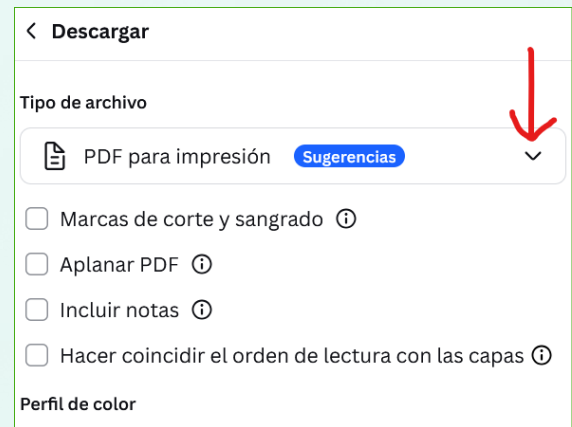 Descargar
Tipo de archivo
PDF para impresión Sugerencias
Marcas de corte y sangrado
Aplanar PDF
Incluir notas
Hacer coincidir el orden de lectura con las capas
Perfil de color